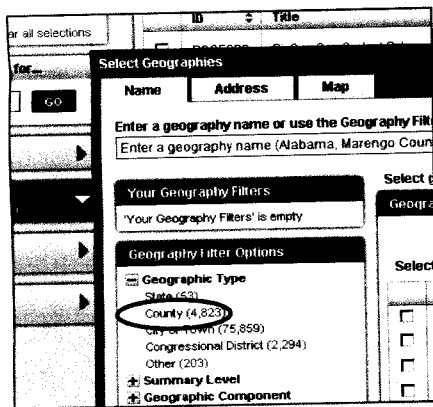 ID Title
ar all selections
for...
GO
Select Geographies
Name Address Map
Enter a geography name or use the Geography Filt
Enter a geography name (Alabama, Marengo Coun
Your Geography Filters
'Your Geography Filters' is empty
Select g
Geogra
Geography Filter Options
Geographic Type
State (53)
County (4,823)
City or Town (75,859)
Congressional District (2,294)
Other (203)
Summary Level
Geographic Component
Select